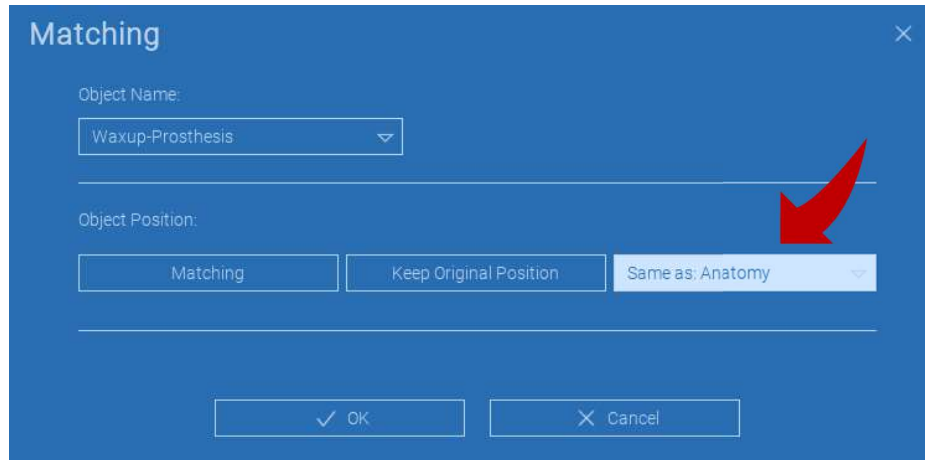 Matching
Object Name:
Waxup-Prosthesis
Object Position:
Matching
Keep Original Position
Same as: Anatomy
OK
Cancel